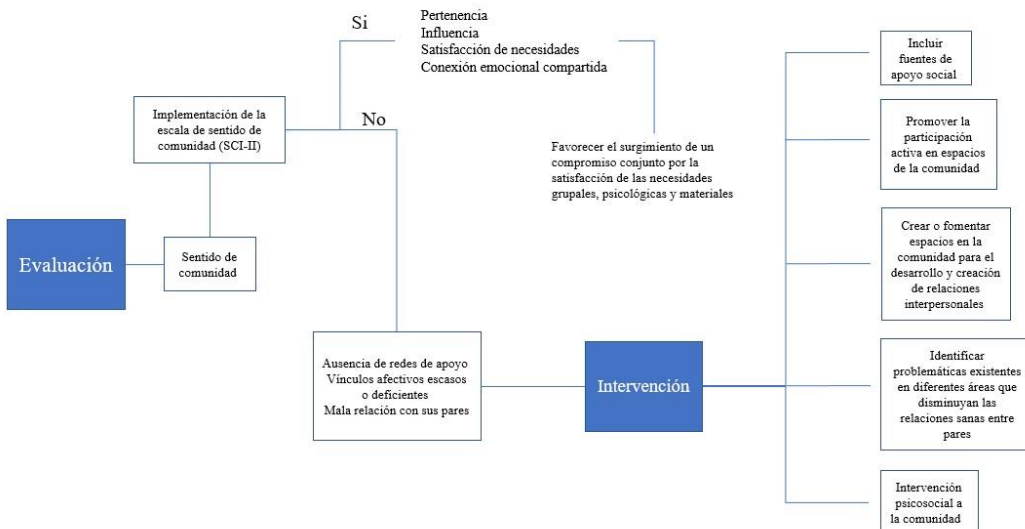 Si
Pertenencia
Influencia
Satisfacción de necesidades
Conexión emocional compartida
Implementación de la
escala de sentido de
comunidad (SCI-II)
No
Favorecer el surgimiento de un
compromiso conjunto por la
satisfacción de las necesidades
grupales, psicológicas y materiales
Evaluación
Sentido de
comunidad
Ausencia de redes de apoyo
Vínculos afectivos escasos
o deficientes
Mala relación con sus pares
Intervención
Incluir
fuentes de
apoyo social
Promover la
participación
activa en espacios
de la comunidad
Crear o fomentar
espacios en la
comunidad para el
desarrollo y creación
de relaciones
interpersonales
Identificar
problemáticas existentes
en diferentes áreas que
disminuyan las
relaciones sanas entre
pares
Intervención
psicosocial a
la comunidad